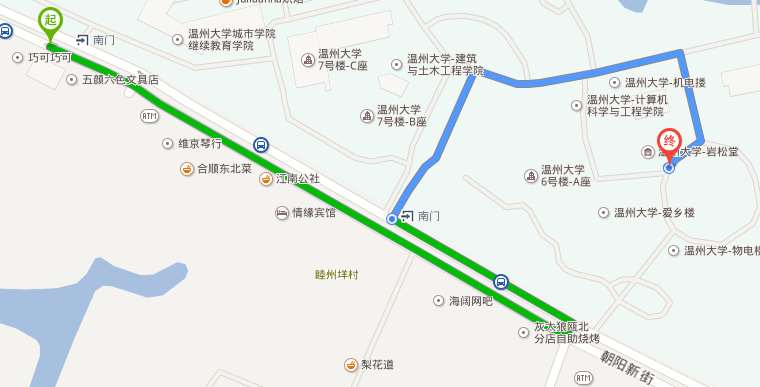 起
南门
巧可巧可
温州大学城市学院
继续教育学院
五颜六色文具店
ATM
温州大学
7号楼-C座
温州大学-建筑
与土木工程学院
温州大学-机电楼
温州大学-计算机
科学与工程学院
温州大学
7号楼-B座
维京琴行
终
温州大学-岩松堂
合顺东北菜
江南公社
温州大学
6号楼-A座
情缘宾馆
南门
温州大学-爱乡楼
温州大学-物电楼
睦州垟村
海阔网吧
灰太狼瓯北
分店自助烧烤
朝阳新街
梨花道
ATM